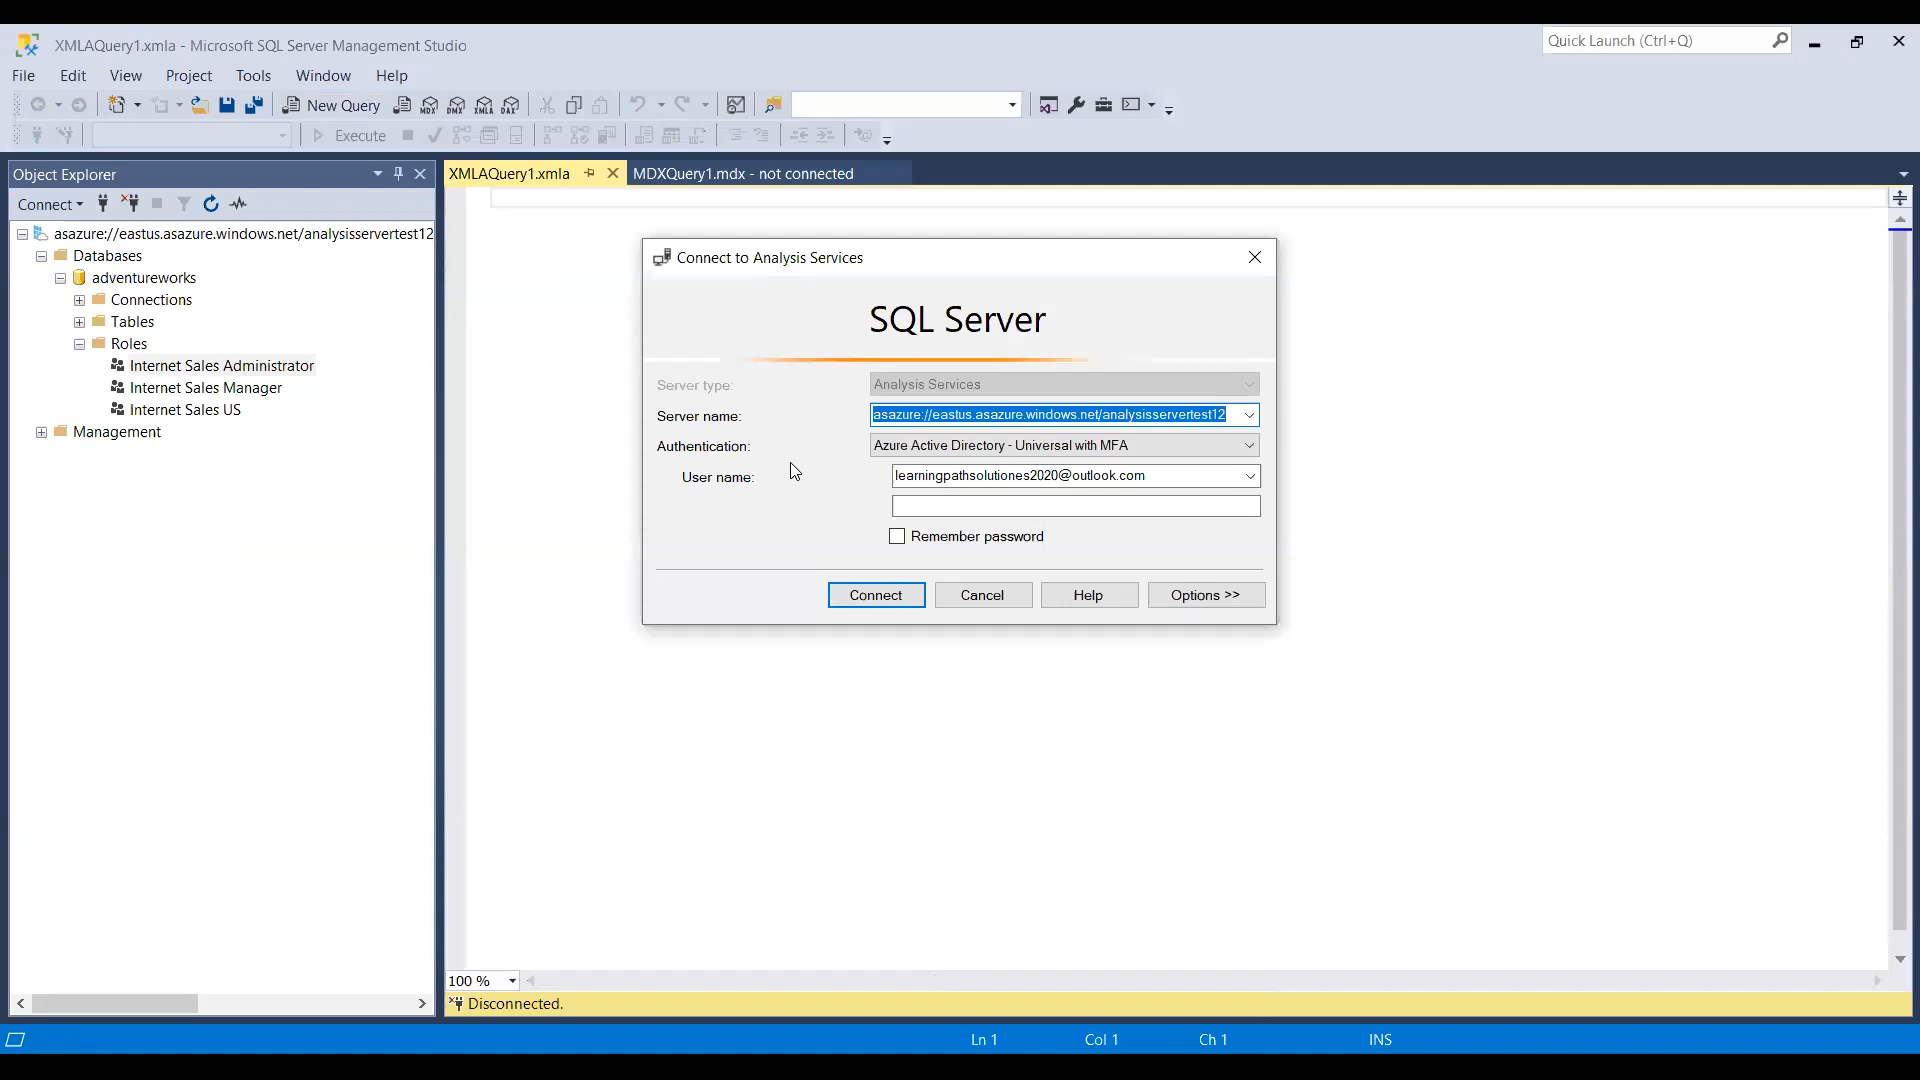 XMLAQuery1.xmla - Microsoft SQL Server Management Studio
Quick Launch (Ctrl+Q)
File Edit View Project Tools Window Help
New Query MDX DMX XMLA DAX
Execute
Object Explorer
XMLAQuery1.xmla
MDXQuery1.mdx - not connected
Connect
asazure://eastus.asazure.windows.net/analysisservertest12
Databases
adventureworks
Connections
Tables
Roles
Internet Sales Administrator
Internet Sales Manager
Internet Sales US
Management
Connect to Analysis Services
SQL Server
Server type: Analysis Services
Server name: asazure://eastus.asazure.windows.net/analysisservertest12
Authentication: Azure Active Directory - Universal with MFA
User name: learningpathsolutiones2020@outlook.com
Remember password
Connect Cancel Help Options >>
100 %
Disconnected.
Ln 1 Col 1 Ch 1 INS